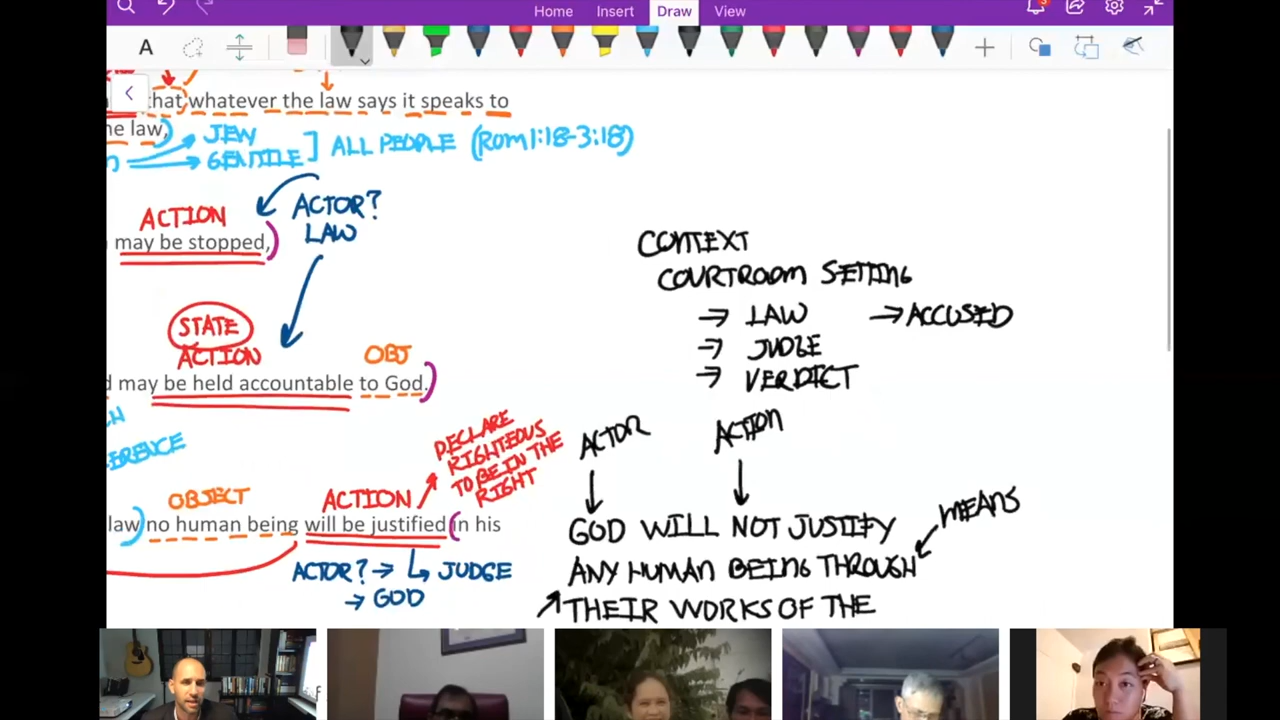 Home Insert Draw View
A
that whatever the law says it speaks to
he law,)
JEW
GENTILE ] ALL PEOPLE (Rom 1:18-3:18)
ACTION
ACTOR?
LAW
may be stopped,)
CONTEXT
COURTROOM SETTING
→ LAW → ACCUSED
→ JUDGE
→ VERDICT
STATE
ACTION
OBJ
d may be held accountable to God.)
ERENCE
DECLARE
RIGHTEOUS
TO BE IN THE
RIGHT
ACTOR
ACTION
OBJECT
ACTION
law) no human being will be justified (in his
ACTOR? → JUDGE
→ GOD
MEANS
GOD WILL NOT JUSTIFY
ANY HUMAN BEING THROUGH
THEIR WORKS OF THE